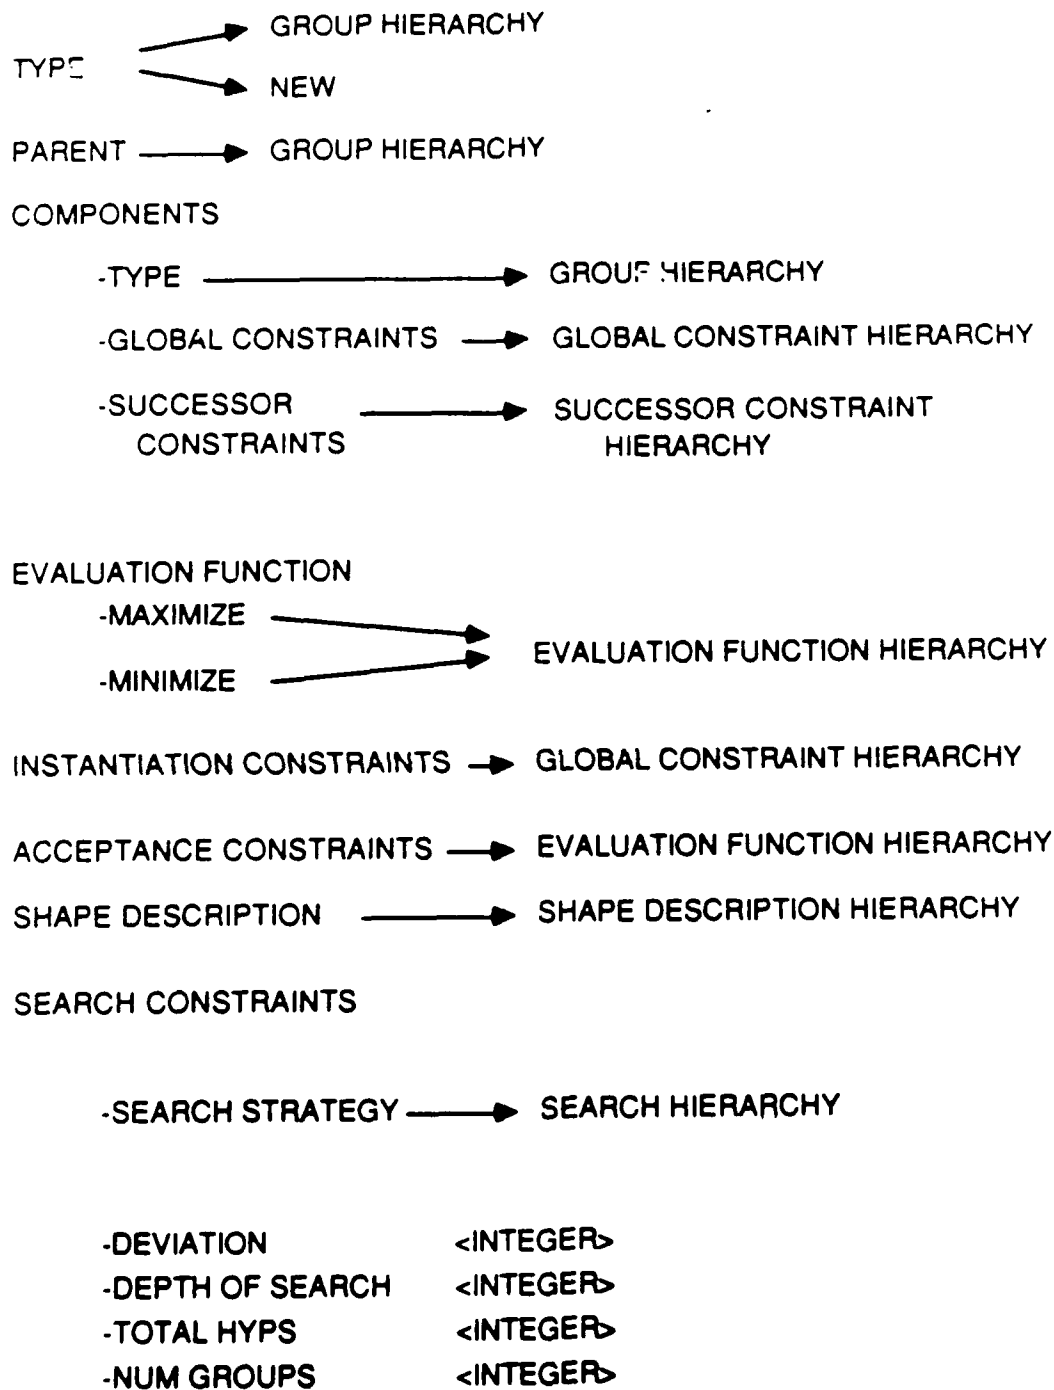 GROUP HIERARCHY
TYPE
NEW
PARENT GROUP HIERARCHY
COMPONENTS
-TYPE GROUP HIERARCHY
-GLOBAL CONSTRAINTS GLOBAL CONSTRAINT HIERARCHY
-SUCCESSOR SUCCESSOR CONSTRAINT
CONSTRAINTS HIERARCHY
EVALUATION FUNCTION
-MAXIMIZE
EVALUATION FUNCTION HIERARCHY
-MINIMIZE
INSTANTIATION CONSTRAINTS GLOBAL CONSTRAINT HIERARCHY
ACCEPTANCE CONSTRAINTS EVALUATION FUNCTION HIERARCHY
SHAPE DESCRIPTION SHAPE DESCRIPTION HIERARCHY
SEARCH CONSTRAINTS
-SEARCH STRATEGY SEARCH HIERARCHY
-DEVIATION <INTEGER>
-DEPTH OF SEARCH <INTEGER>
-TOTAL HYPS <INTEGER>
-NUM GROUPS <INTEGER>